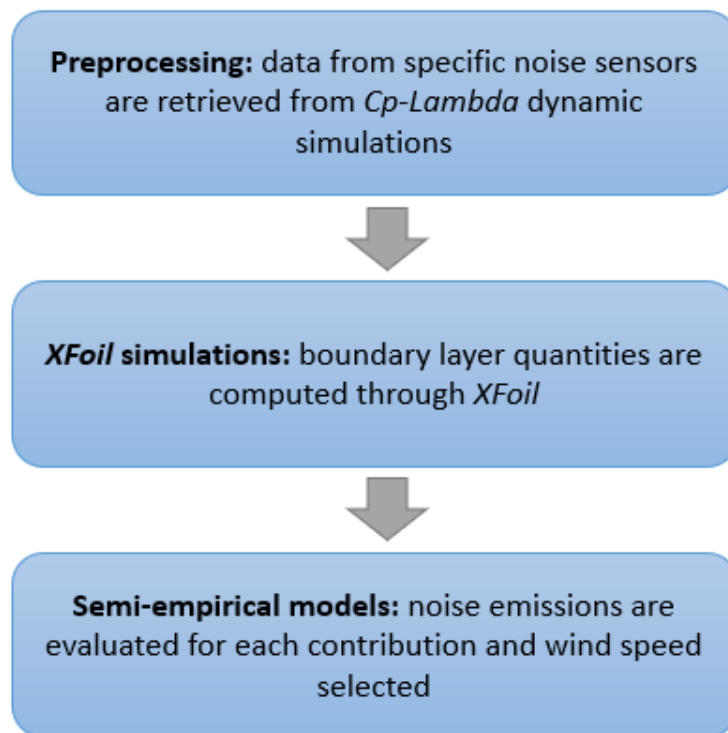 Preprocessing: data from specific noise sensors
are retrieved from Cp-Lambda dynamic
simulations
XFoil simulations: boundary layer quantities are
computed through XFoil
Semi-empirical models: noise emissions are
evaluated for each contribution and wind speed
selected